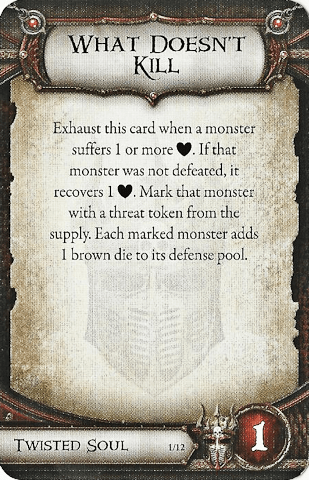 What Doesn't
Kill
Exhaust this card when a monster
suffers 1 or more ♥. If that
monster was not defeated, it
recovers 1 ♥. Mark that monster
with a threat token from the
supply. Each marked monster adds
1 brown die to its defense pool.
Twisted Soul
1/12
1